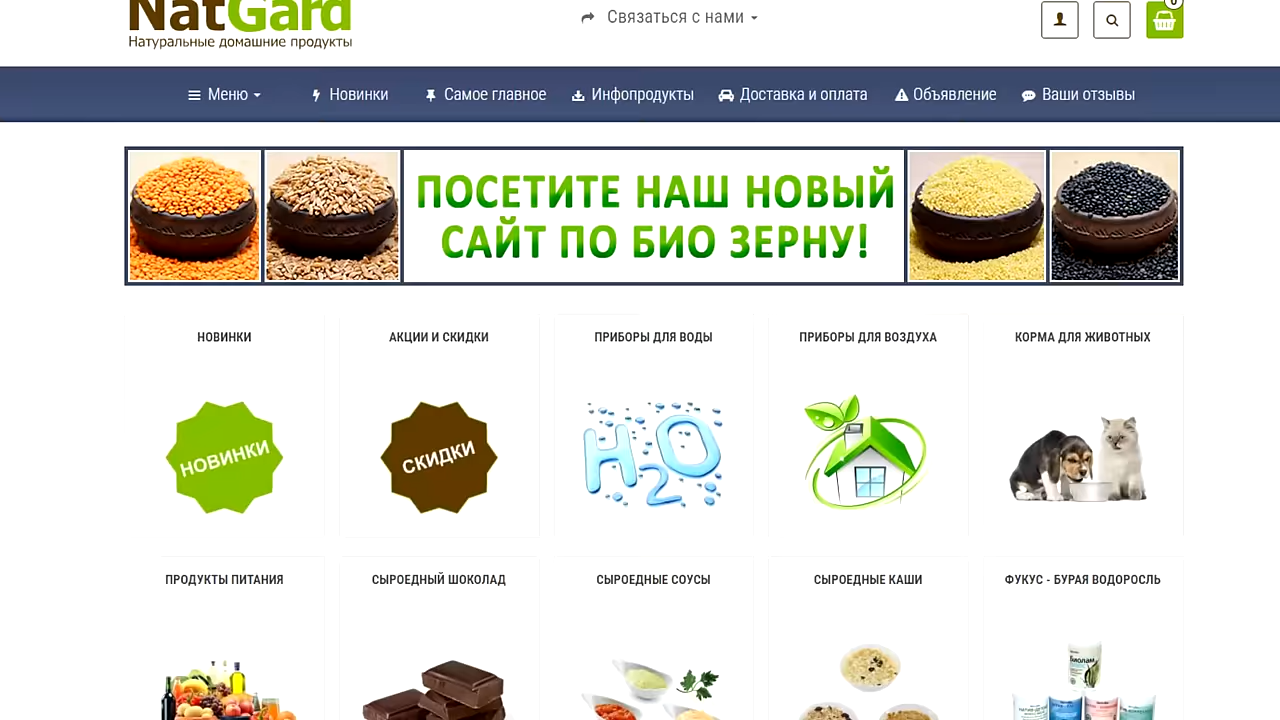 NatGard
Натуральные домашние продукты
Связаться с нами
0
Меню
Новинки
Самое главное
Инфопродукты
Доставка и оплата
Объявление
Ваши отзывы
ПОСЕТИТЕ НАШ НОВЫЙ
САЙТ ПО БИО ЗЕРНУ!
НОВИНКИ
АКЦИИ И СКИДКИ
ПРИБОРЫ ДЛЯ ВОДЫ
ПРИБОРЫ ДЛЯ ВОЗДУХА
КОРМА ДЛЯ ЖИВОТНЫХ
НОВИНКИ
СКИДКИ
H2O
ПРОДУКТЫ ПИТАНИЯ
СЫРОЕДНЫЙ ШОКОЛАД
СЫРОЕДНЫЕ СОУСЫ
СЫРОЕДНЫЕ КАШИ
ФУКУС - БУРАЯ ВОДОРОСЛЬ